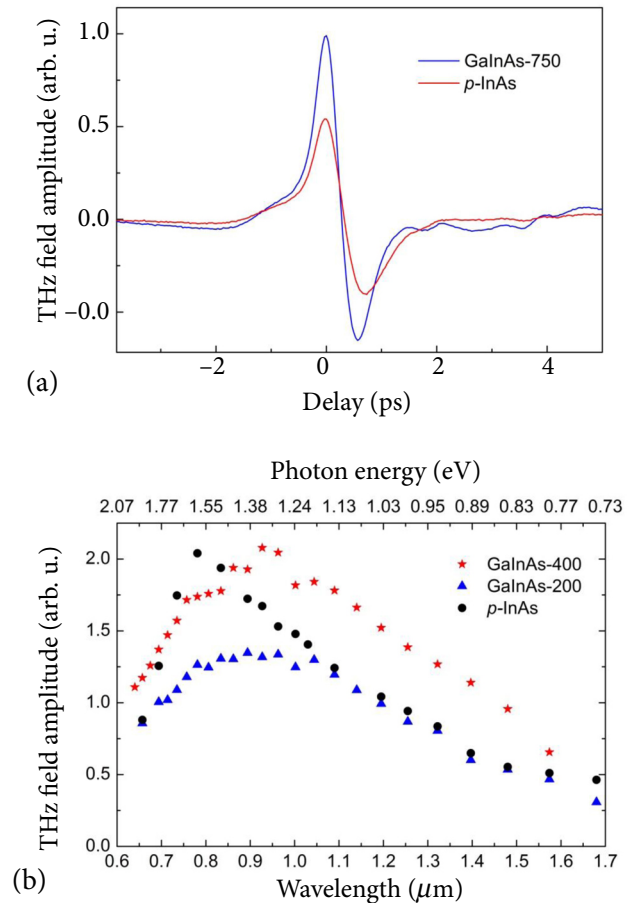 1.0
0.5
0.0
−0.0
THz field amplitude (arb. u.)
GaInAs-750
p-InAs
−2
0
2
4
(a)
Delay (ps)
Photon energy (eV)
2.07 1.77 1.55 1.38 1.24 1.13 1.03 0.95 0.89 0.83 0.77 0.73
2.0
1.5
1.0
0.5
0.0
THz field amplitude (arb. u.)
GaInAs-400
GaInAs-200
p-InAs
0.6 0.7 0.8 0.9 1.0 1.1 1.2 1.3 1.4 1.5 1.6 1.7
(b)
Wavelength (μm)